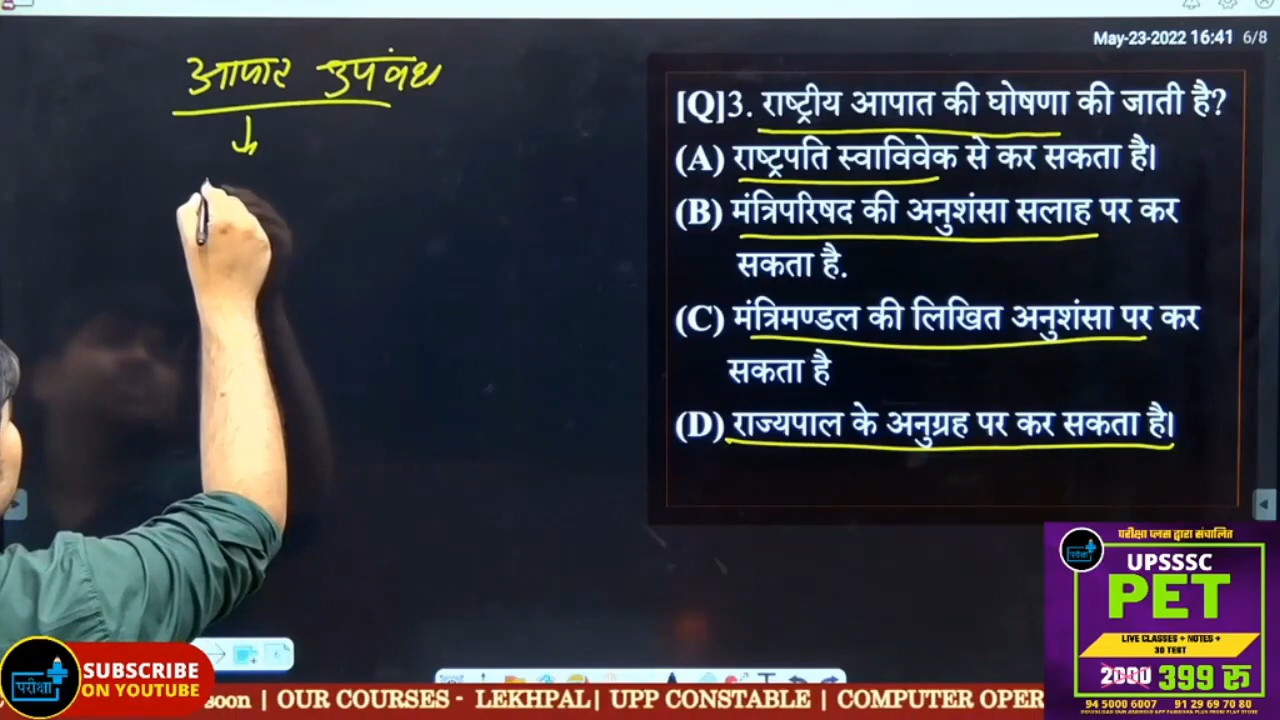 May-23-2022 16:41 6/8
आपात उपबंध
[Q]3. राष्ट्रीय आपात की घोषणा की जाती है?
(A) राष्ट्रपति स्वाविवेक से कर सकता है।
(B) मंत्रिपरिषद की अनुशंसा सलाह पर कर
सकता है.
(C) मंत्रिमण्डल की लिखित अनुशंसा पर कर
सकता है
(D) राज्यपाल के अनुग्रह पर कर सकता है।
परीक्षा प्लस द्वारा संचालित
परीक्षा
UPSSSC
PET
LIVE CLASSES + NOTES +
30 TEST
2000 399 रु
94 5000 6007 91 29 69 70 80
परीक्षा
SUBSCRIBE
ON YOUTUBE
soon | OUR COURSES - LEKHPAL| UPP CONSTABLE | COMPUTER OPER